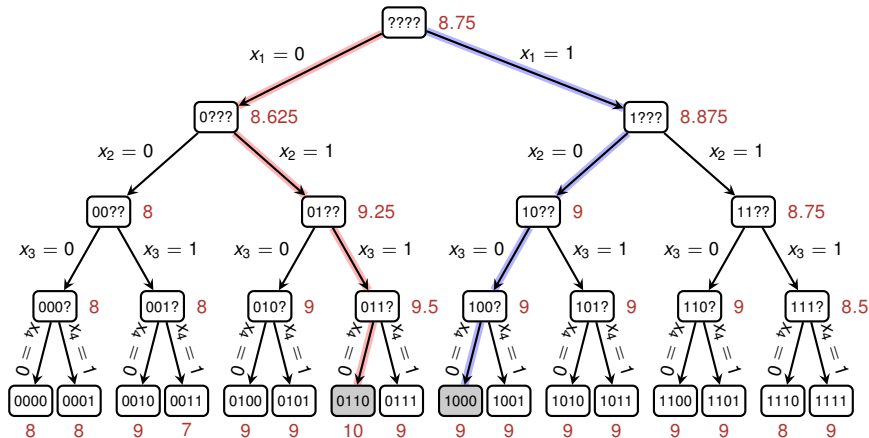 ???? 8.75
x₁ = 0 x₁ = 1
0??? 8.625 1??? 8.875
x₂ = 0 x₂ = 1 x₂ = 0 x₂ = 1
00?? 8 01?? 9.25 10?? 9 11?? 8.75
x₃ = 0 x₃ = 1 x₃ = 0 x₃ = 1 x₃ = 0 x₃ = 1 x₃ = 0 x₃ = 1
000? 8 001? 8 010? 9 011? 9.5 100? 9 101? 9 110? 9 111? 8.5
x₄ = 0 x₄ = 1 x₄ = 0 x₄ = 1 x₄ = 0 x₄ = 1 x₄ = 0 x₄ = 1 x₄ = 0 x₄ = 1 x₄ = 0 x₄ = 1 x₄ = 0 x₄ = 1 x₄ = 0 x₄ = 1
0000 0001 0010 0011 0100 0101 0110 0111 1000 1001 1010 1011 1100 1101 1110 1111
8 8 9 7 9 9 10 9 9 9 9 9 9 9 8 9